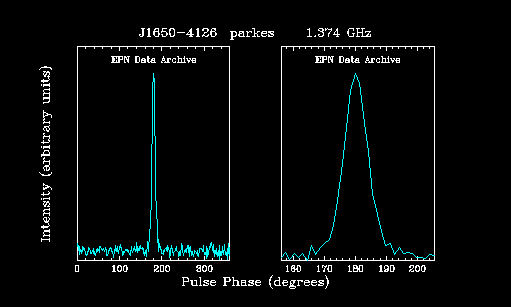 J1650-4126 parkes 1.374 GHz
EPN Data Archive EPN Data Archive
Intensity (arbitrary units)
0 100 200 300 160 170 180 190 200
Pulse Phase (degrees)